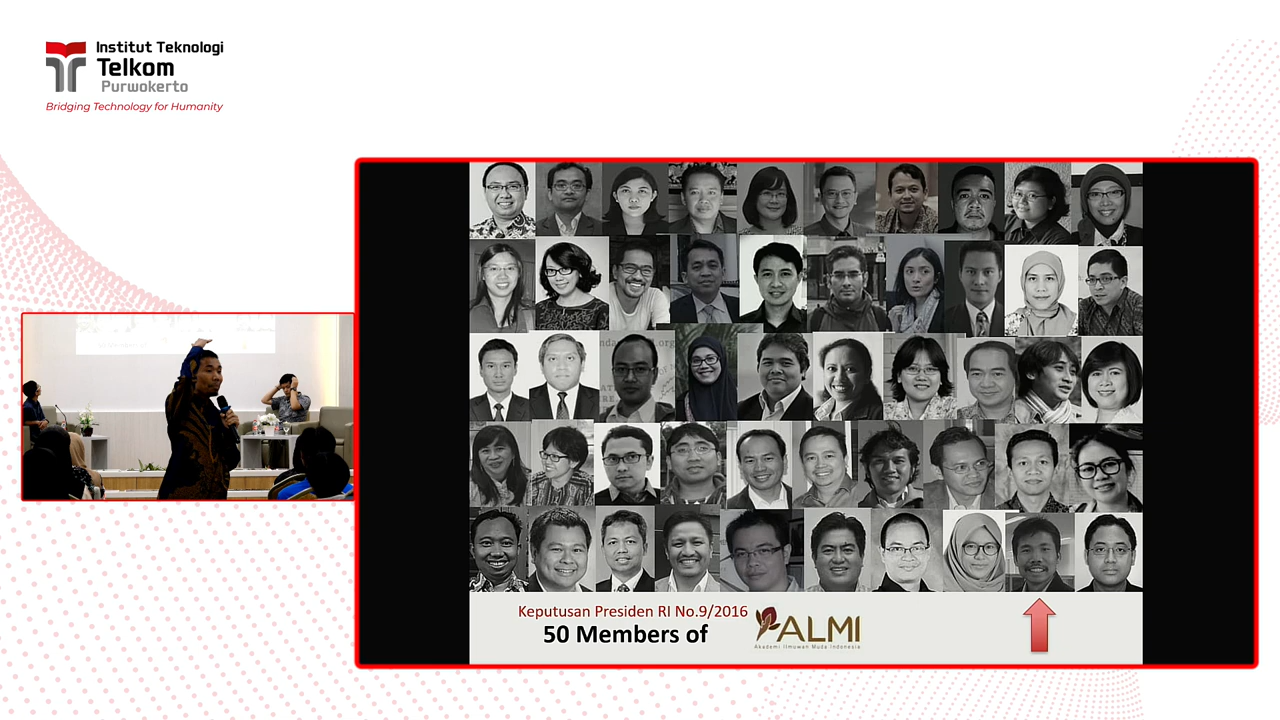 Institut Teknologi
Telkom
Purwokerto
Bridging Technology for Humanity
Keputusan Presiden RI No.9/2016
50 Members of
ALMI
Akademi Ilmuwan Muda Indonesia